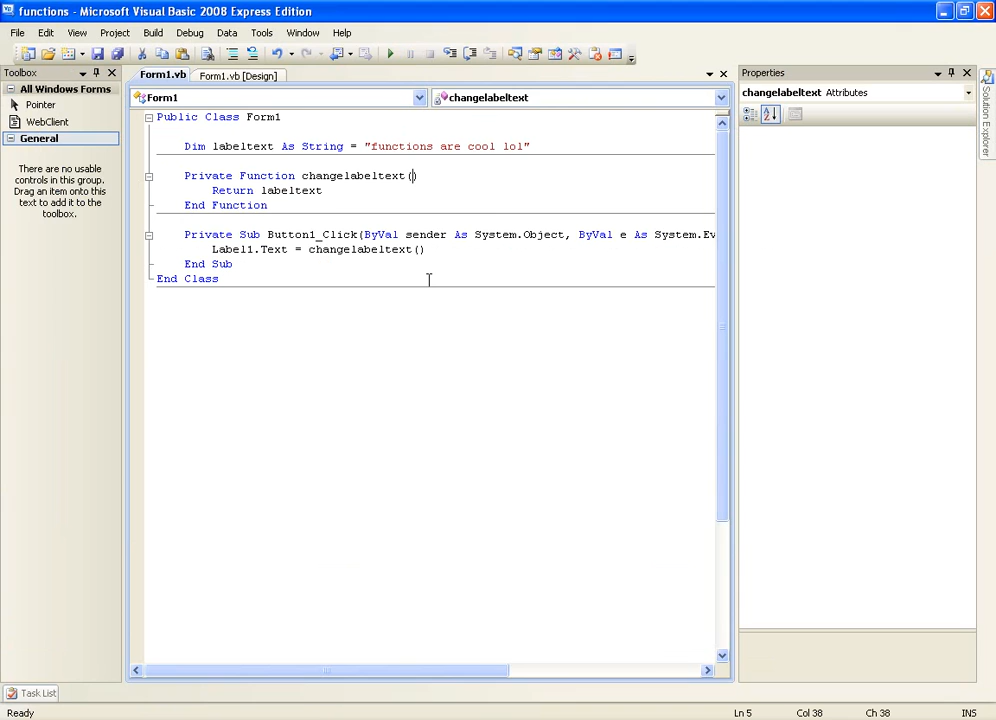 functions - Microsoft Visual Basic 2008 Express Edition
File Edit View Project Build Debug Data Tools Window Help
Toolbox
All Windows Forms
Pointer
WebClient
General
There are no usable
controls in this group.
Drag an item onto this
text to add it to the
toolbox.
Form1.vb Form1.vb [Design]
Form1 changelabeltext
Public Class Form1
Dim labeltext As String = "functions are cool lol"
Private Function changelabeltext()
Return labeltext
End Function
Private Sub Button1_Click(ByVal sender As System.Object, ByVal e As System.Ev
Label1.Text = changelabeltext()
End Sub
End Class
Properties
changelabeltext Attributes
Solution Explorer
Task List
Ready Ln 5 Col 38 Ch 38 INS